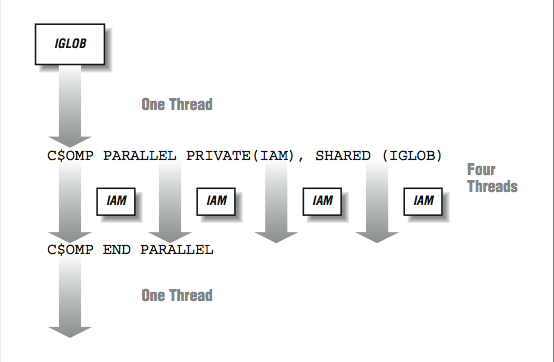 IGLOB
One Thread
C$OMP PARALLEL PRIVATE(IAM), SHARED (IGLOB)
Four
Threads
IAM IAM IAM IAM
C$OMP END PARALLEL
One Thread